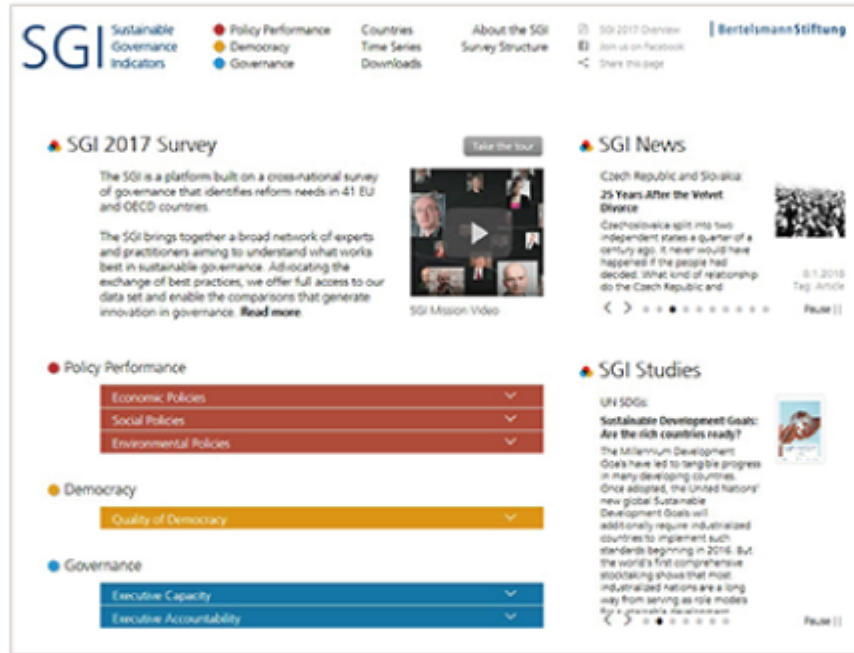 SGI
Sustainable
Governance
Indicators
Policy Performance
Democracy
Governance
Countries
Time Series
Downloads
About the SGI
Survey Structure
SGI 2017 Overview
Join us on Facebook
Share this page
BertelsmannStiftung
SGI 2017 Survey
Take the tour
The SGI is a platform built on a cross-national survey
of governance that identifies reform needs in 41 EU
and OECD countries.
The SGI brings together a broad network of experts
and practitioners aiming to understand what works
best in sustainable governance. Advocating the
exchange of best practices, we offer full access to our
data set and enable the comparisons that generate
innovation in governance. Read more.
SGI Mission Video
Policy Performance
Economic Policies
Social Policies
Environmental Policies
Democracy
Quality of Democracy
Governance
Executive Capacity
Executive Accountability
SGI News
Czech Republic and Slovakia:
25 Years After the Velvet
Divorce
Czechoslovakia split into two
independent states a quarter of a
century ago. It never would have
happened if the people had
decided. What kind of relationship
do the Czech Republic and
8.1.2018
Tag: Article
Pause ||
SGI Studies
UN SDGs:
Sustainable Development Goals:
Are the rich countries ready?
The Millennium Development
Goals have led to tangible progress
in many developing countries.
Once adopted, the United Nations'
new global Sustainable
Development Goals will
additionally require industrialized
countries to implement such
standards beginning in 2016. But
the world's first comprehensive
stocktaking shows that most
industrialized nations are a long
way from serving as role models
for sustainable development
Pause ||